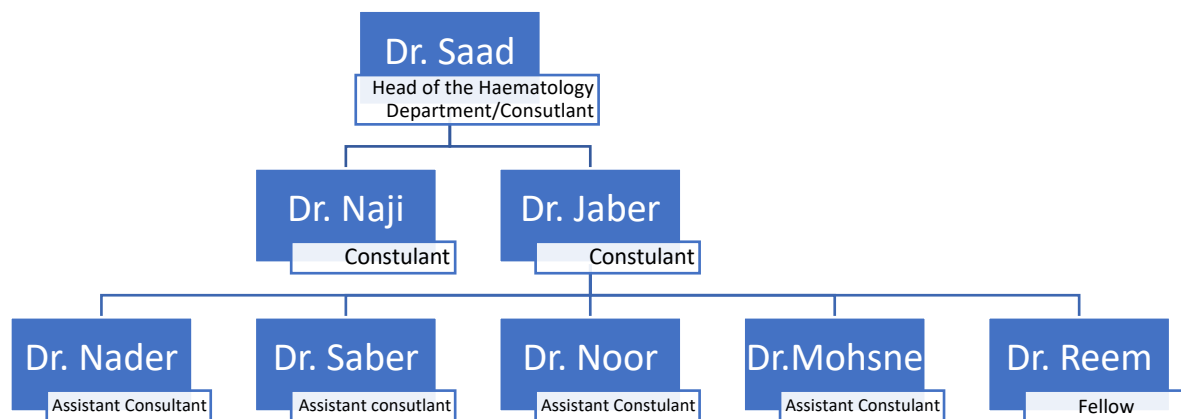 Dr. Saad
Head of the Haematology
Department/Consutlant
Dr. Naji
Constulant
Dr. Jaber
Constulant
Dr. Nader
Assistant Consultant
Dr. Saber
Assistant consutlant
Dr. Noor
Assistant Constulant
Dr.Mohsne
Assistant Constulant
Dr. Reem
Fellow